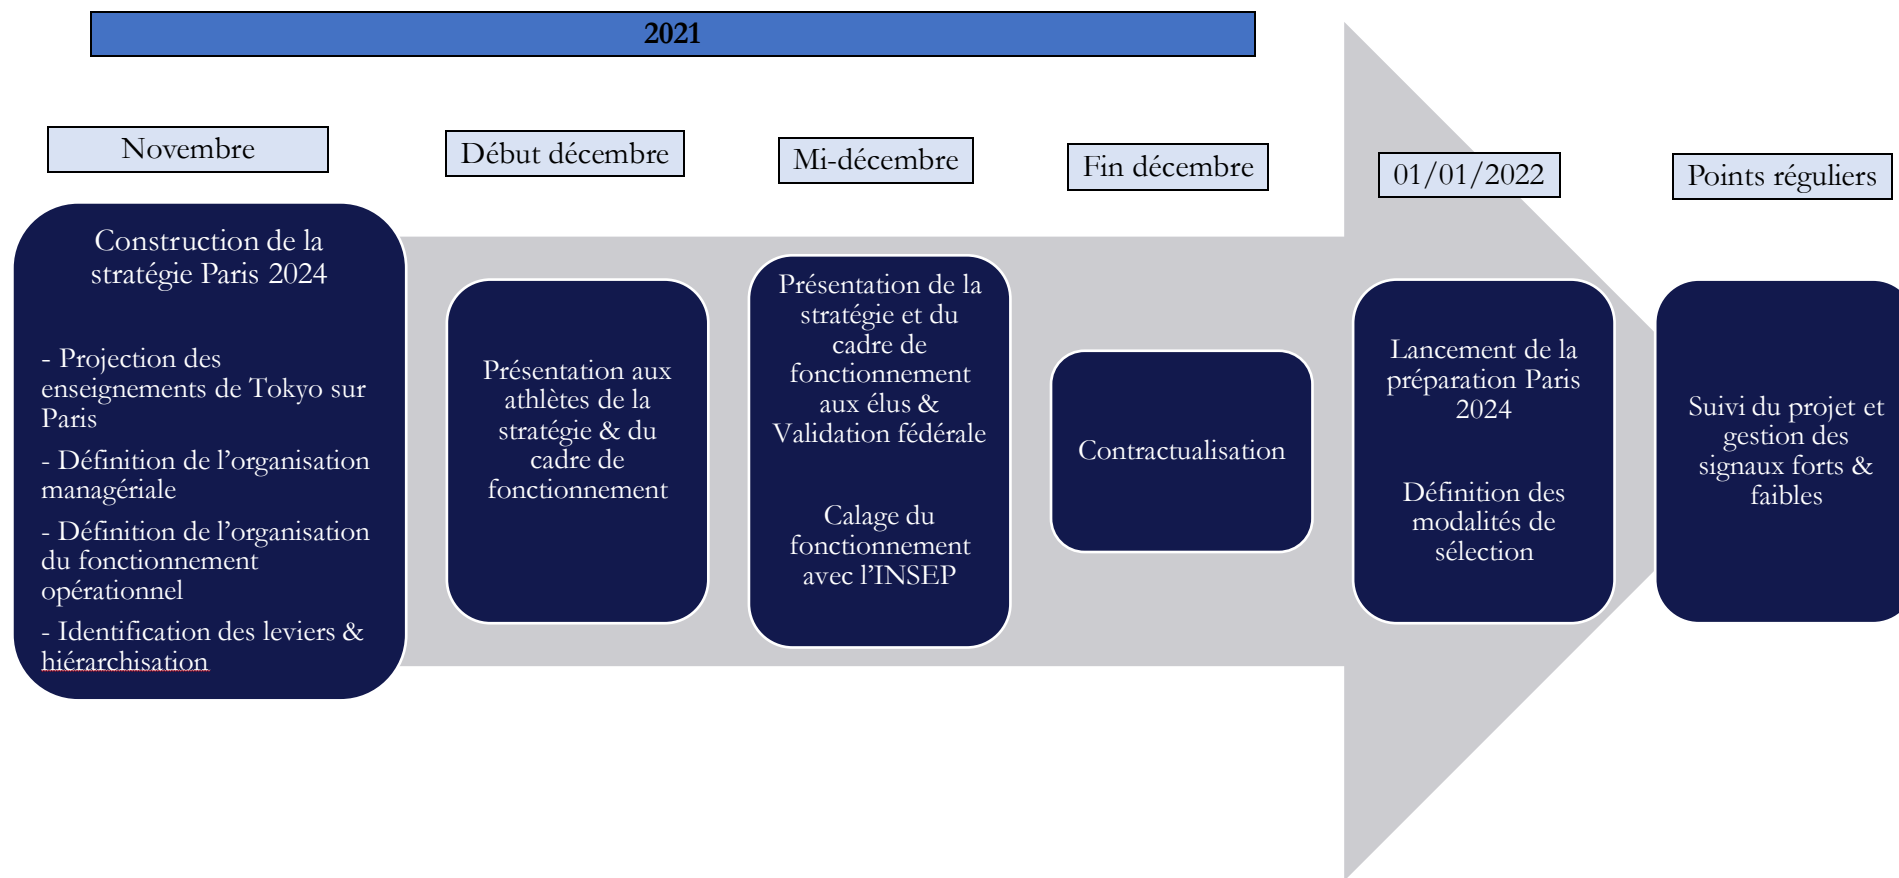 2021
Novembre
Début décembre
Mi-décembre
Fin décembre
01/01/2022
Points réguliers
Construction de la
stratégie Paris 2024
- Projection des
enseignements de Tokyo sur
Paris
- Définition de l’organisation
managériale
- Définition de l’organisation
du fonctionnement
opérationnel
- Identification des leviers &
hiérarchisation
Présentation aux
athlètes de la
stratégie & du
cadre de
fonctionnement
Présentation de la
stratégie et du
cadre de
fonctionnement
aux élus &
Validation fédérale
Calage du
fonctionnement
avec l’INSEP
Contractualisation
Lancement de la
préparation Paris
2024
Définition des
modalités de
sélection
Suivi du projet et
gestion des
signaux forts &
faibles